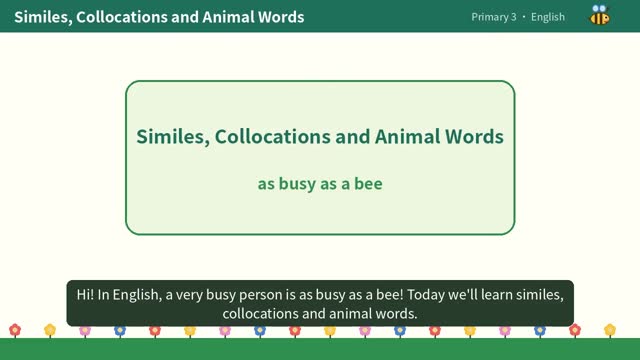 Similes, Collocations and Animal Words
Primary 3 · English
Similes, Collocations and Animal Words
as busy as a bee
Hi! In English, a very busy person is as busy as a bee! Today we'll learn similes,
collocations and animal words.